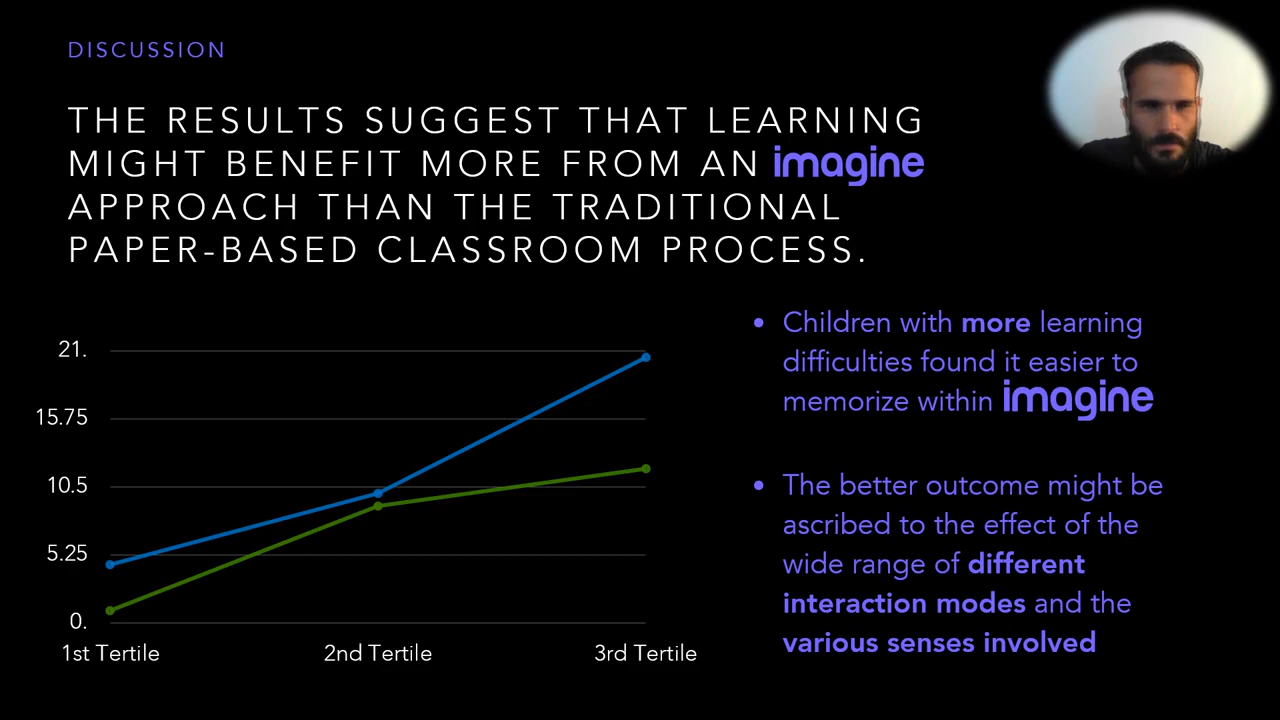 DISCUSSION
THE RESULTS SUGGEST THAT LEARNING
MIGHT BENEFIT MORE FROM AN imagine
APPROACH THAN THE TRADITIONAL
PAPER-BASED CLASSROOM PROCESS.
21.
15.75
10.5
5.25
0.
1st Tertile 2nd Tertile 3rd Tertile
• Children with more learning
difficulties found it easier to
memorize within imagine
• The better outcome might be
ascribed to the effect of the
wide range of different
interaction modes and the
various senses involved